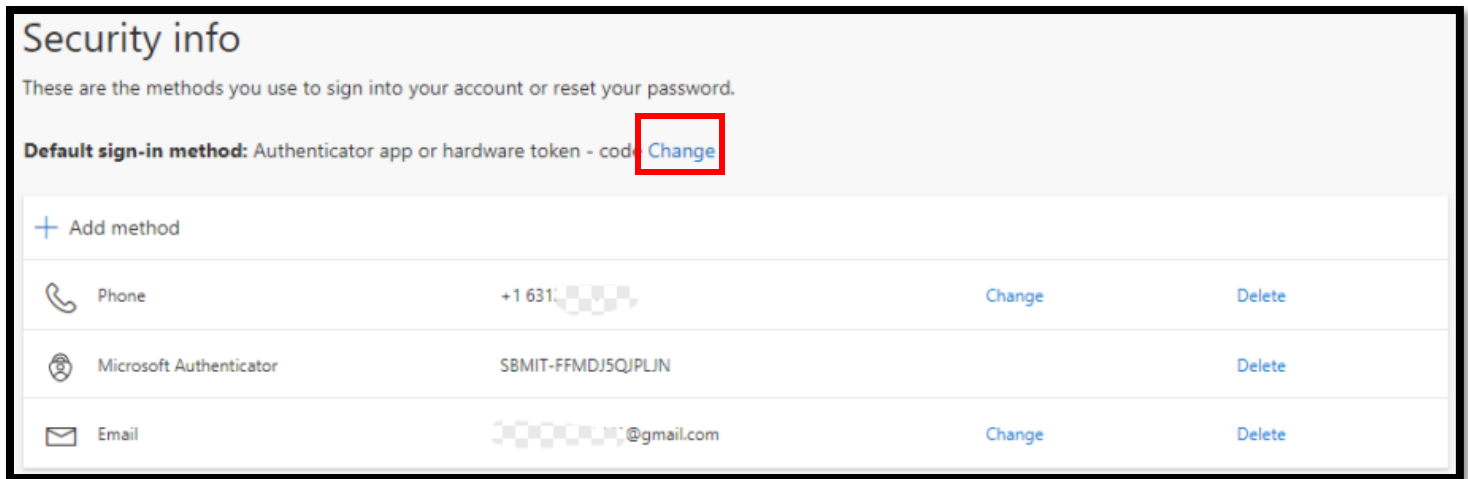 Security info
These are the methods you use to sign into your account or reset your password.
Default sign-in method: Authenticator app or hardware token - code Change
Add method
Phone +1 631 Change Delete
Microsoft Authenticator SBMIT-FFMDJ5QJPLJN Delete
Email @gmail.com Change Delete